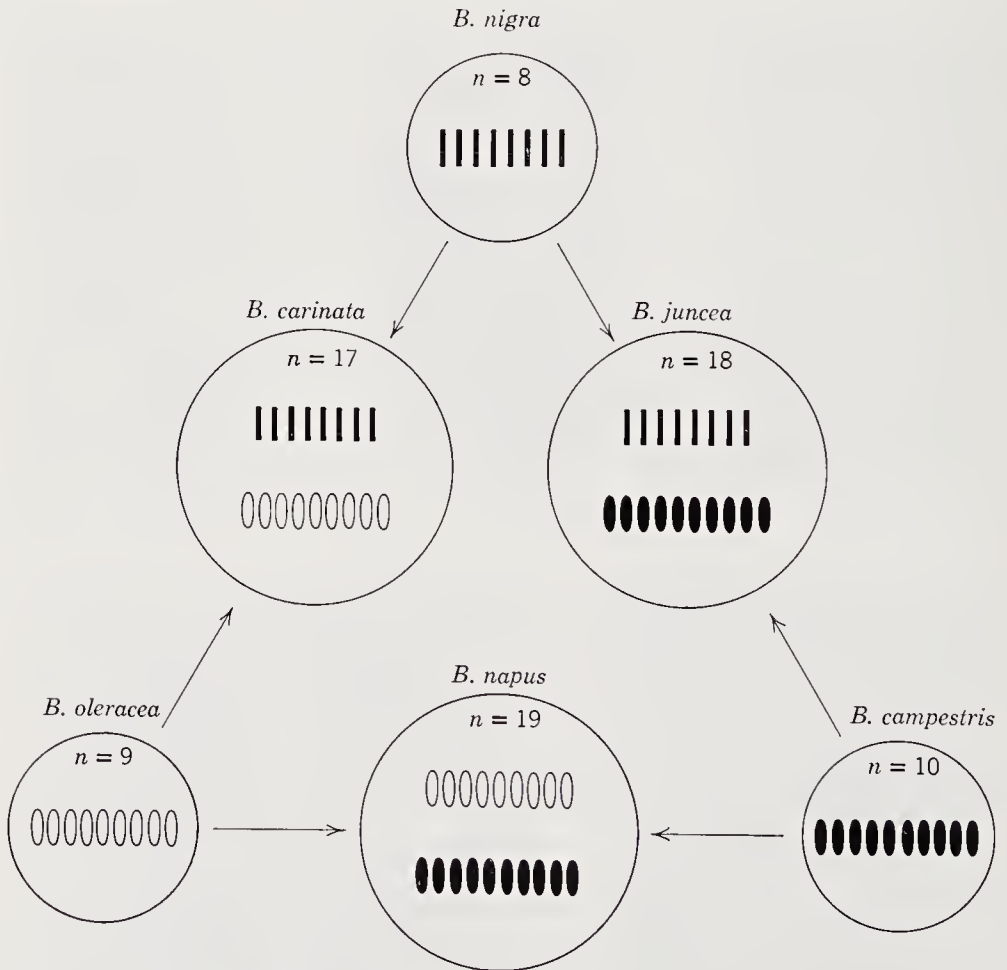 B. nigra
n = 8
B. carinata
n = 17
B. juncea
n = 18
B. oleracea
n = 9
B. napus
n = 19
B. campestris
n = 10